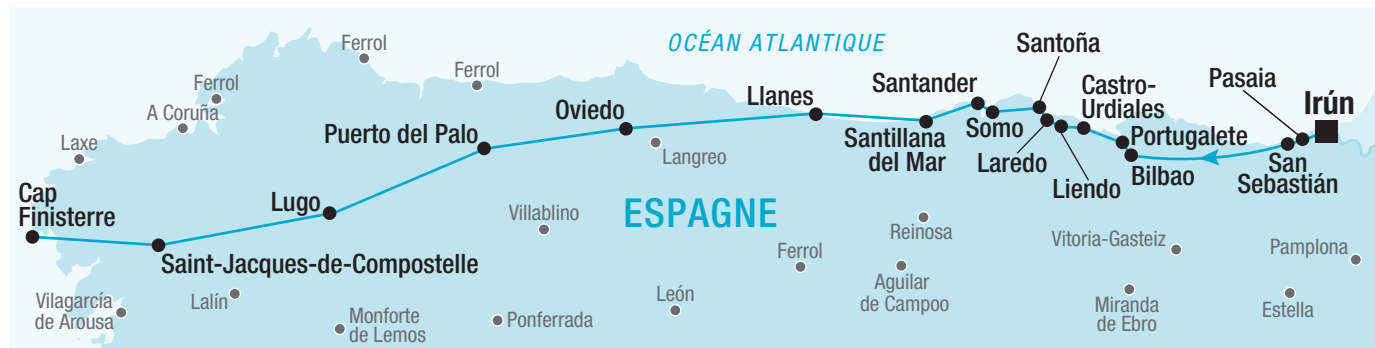 OCÉAN ATLANTIQUE
Ferrol
Ferrol
Ferrol
A Coruña
Laxe
Cap
Finisterre
Saint-Jacques-de-Compostelle
Lugo
Puerto del Palo
Oviedo
Langreo
Llanes
Santillana
del Mar
Santander
Somo
Santoña
Laredo
Liendo
Castro-
Urdiales
Portugalete
Bilbao
San
Sebastián
Pasaia
Irún
ESPAGNE
Villablino
Ferrol
Reinosa
Aguilar
de Campoo
Vitoria-Gasteiz
Miranda
de Ebro
Pamplona
Estella
Vilagarcía
de Arousa
Lalín
Monforte
de Lemos
Ponferrada
León